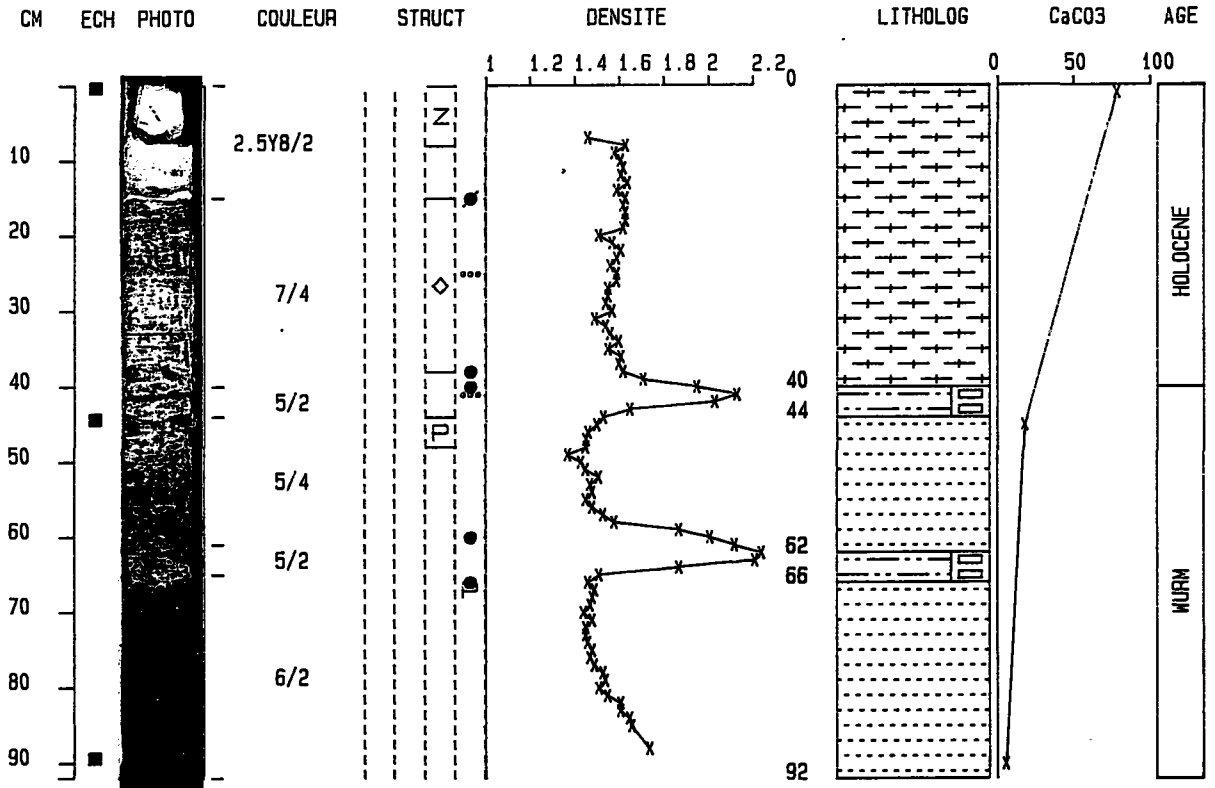 CM ECH PHOTO COULEUR STRUCT DENSITE LITHOLOG CaCO3 AGE
1 1.2 1.4 1.6 1.8 2 2.2 0 0 50 100
Z
2.5Y8/2
10
20
HOLOCENE
7/4
30
40 40
5/2 44
P
50
5/4
60 62
5/2 66
P
WURM
70
6/2
80
90 92